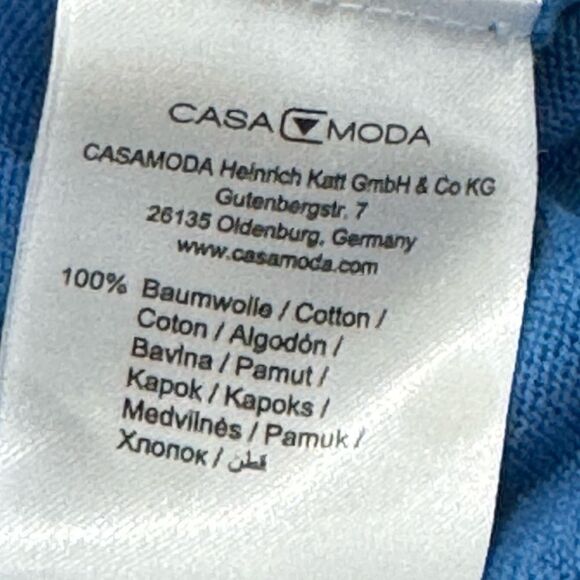 CASA MODA
CASAMODA Heinrich Katt GmbH & Co KG
Gutenbergstr. 7
26135 Oldenburg, Germany
www.casamoda.com
100% Baumwolle / Cotton /
Coton / Algodón /
Bavlna / Pamut /
Kapok / Kapoks /
Medvilnės / Pamuk /
Хлопок / قطن